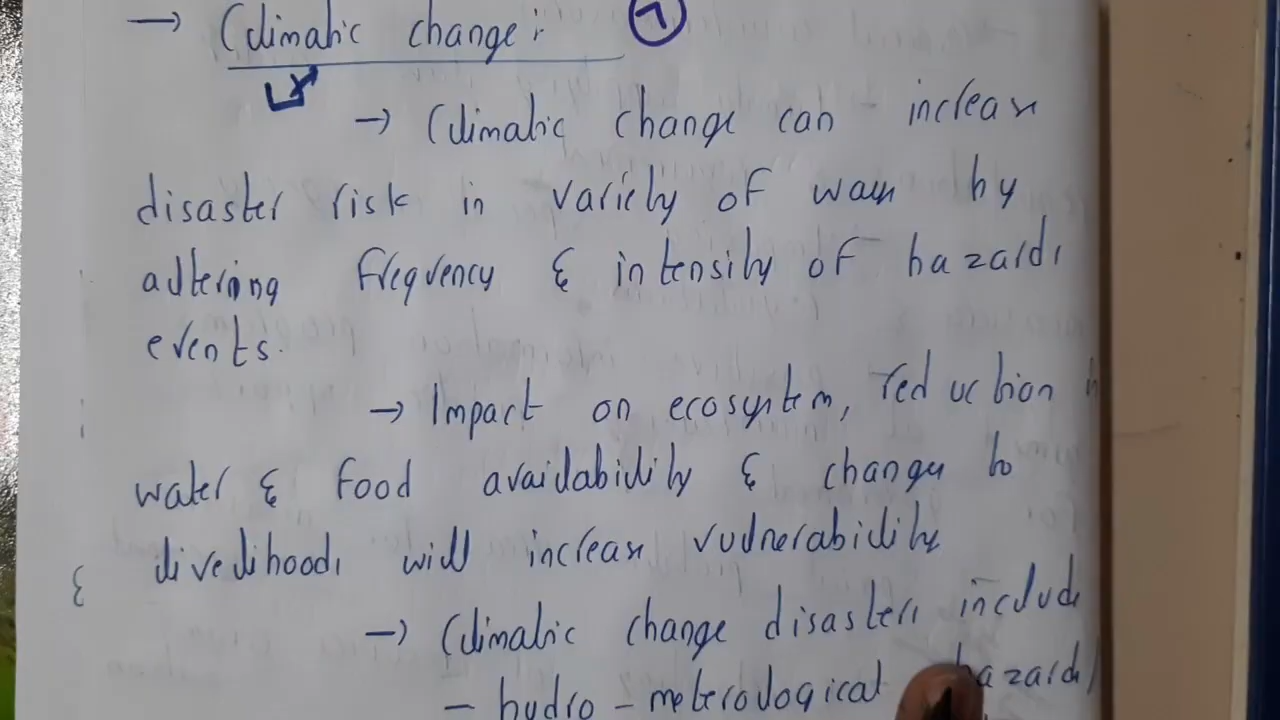 → Climatic change:- 7
→ Climatic change can increase
disaster risk in variety of ways by
altering frequency & intensity of hazards
events.
→ Impact on ecosystem, reduction in
water & food availability & changes to
& livelihoods will increase vulnerability
→ Climatic change disasters include
- hydro-meterological hazards